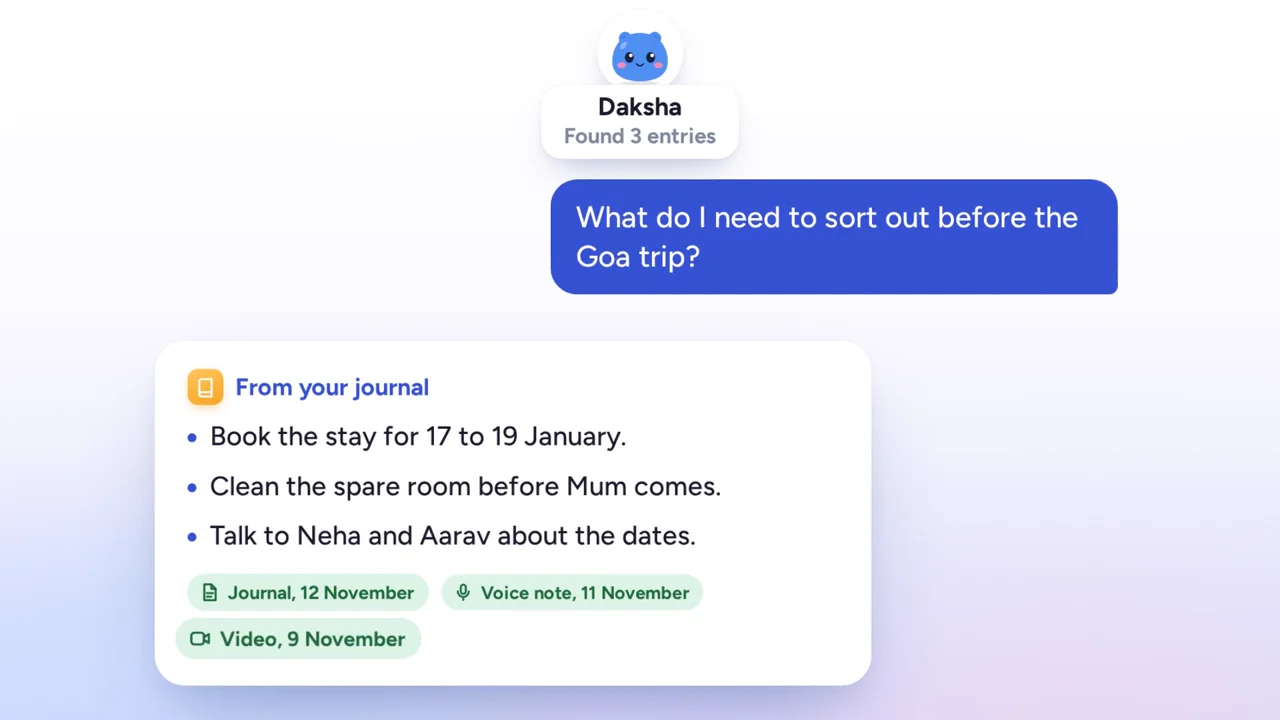 Daksha
Found 3 entries
What do I need to sort out before the
Goa trip?
From your journal
Book the stay for 17 to 19 January.
Clean the spare room before Mum comes.
Talk to Neha and Aarav about the dates.
Journal, 12 November
Voice note, 11 November
Video, 9 November